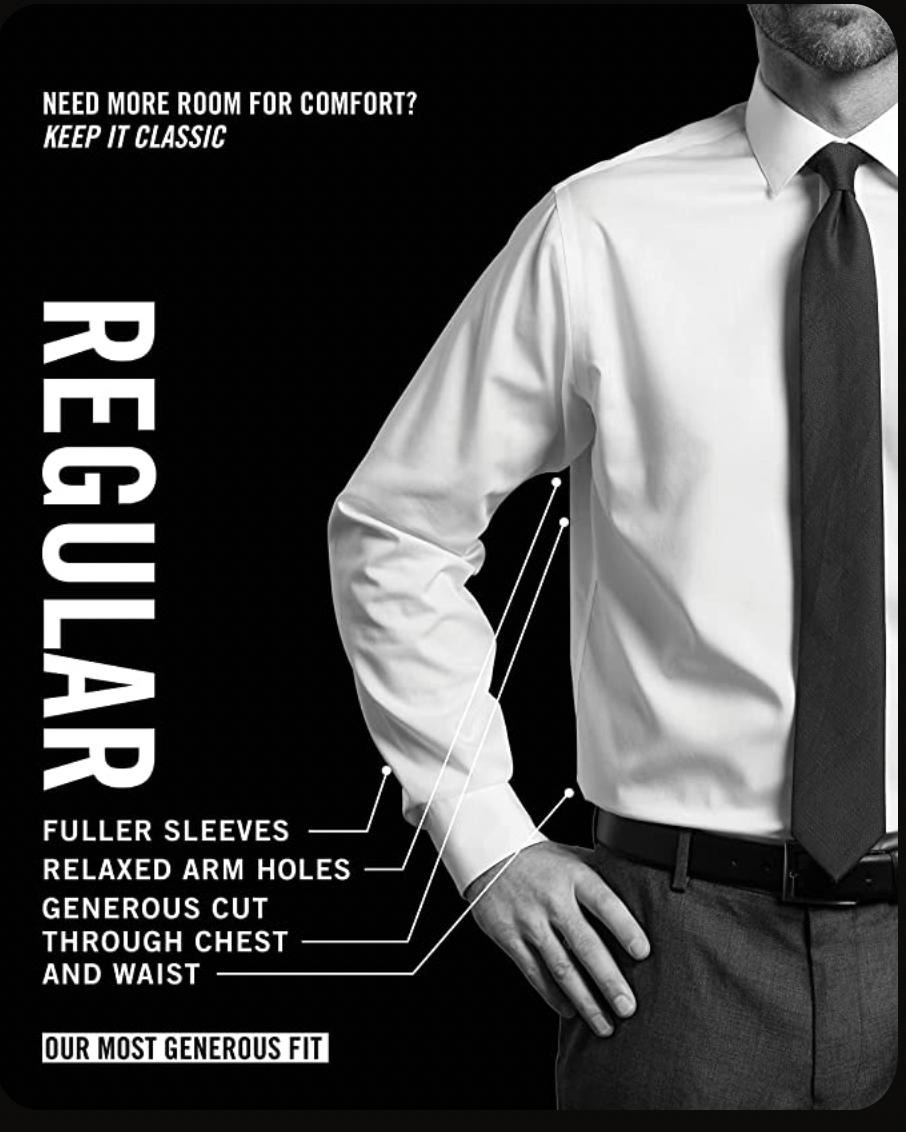 NEED MORE ROOM FOR COMFORT?
KEEP IT CLASSIC
REGULAR
FULLER SLEEVES
RELAXED ARM HOLES
GENEROUS CUT
THROUGH CHEST
AND WAIST
OUR MOST GENEROUS FIT